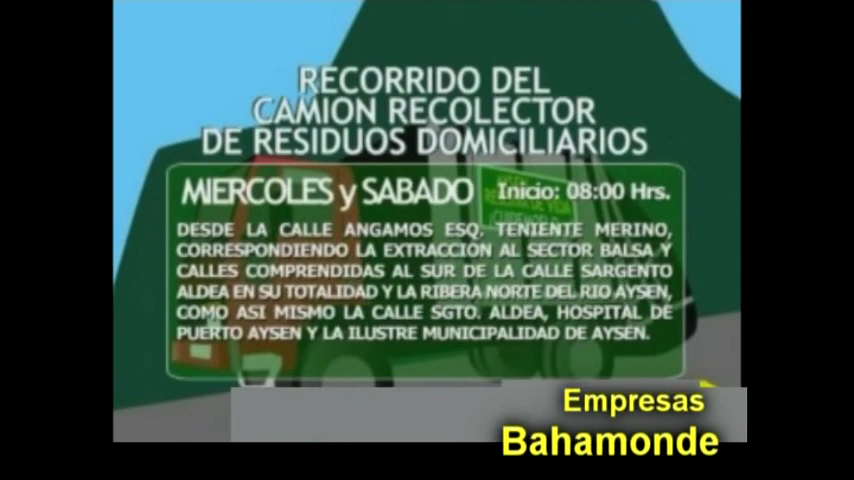 RECORRIDO DEL
CAMION RECOLECTOR
DE RESIDUOS DOMICILIARIOS
MIERCOLES y SABADO Inicio: 08:00 Hrs.
DESDE LA CALLE ANGAMOS ESQ. TENIENTE MERINO,
CORRESPONDIENDO LA EXTRACCION AL SECTOR BALSA Y
CALLES COMPRENDIDAS AL SUR DE LA CALLE SARGENTO
ALDEA EN SU TOTALIDAD Y LA RIBERA NORTE DEL RIO AYSEN,
COMO ASI MISMO LA CALLE SGTO. ALDEA, HOSPITAL DE
PUERTO AYSEN Y LA ILUSTRE MUNICIPALIDAD DE AYSEN.
RESERVA DE VIDA
Empresas
Bahamonde